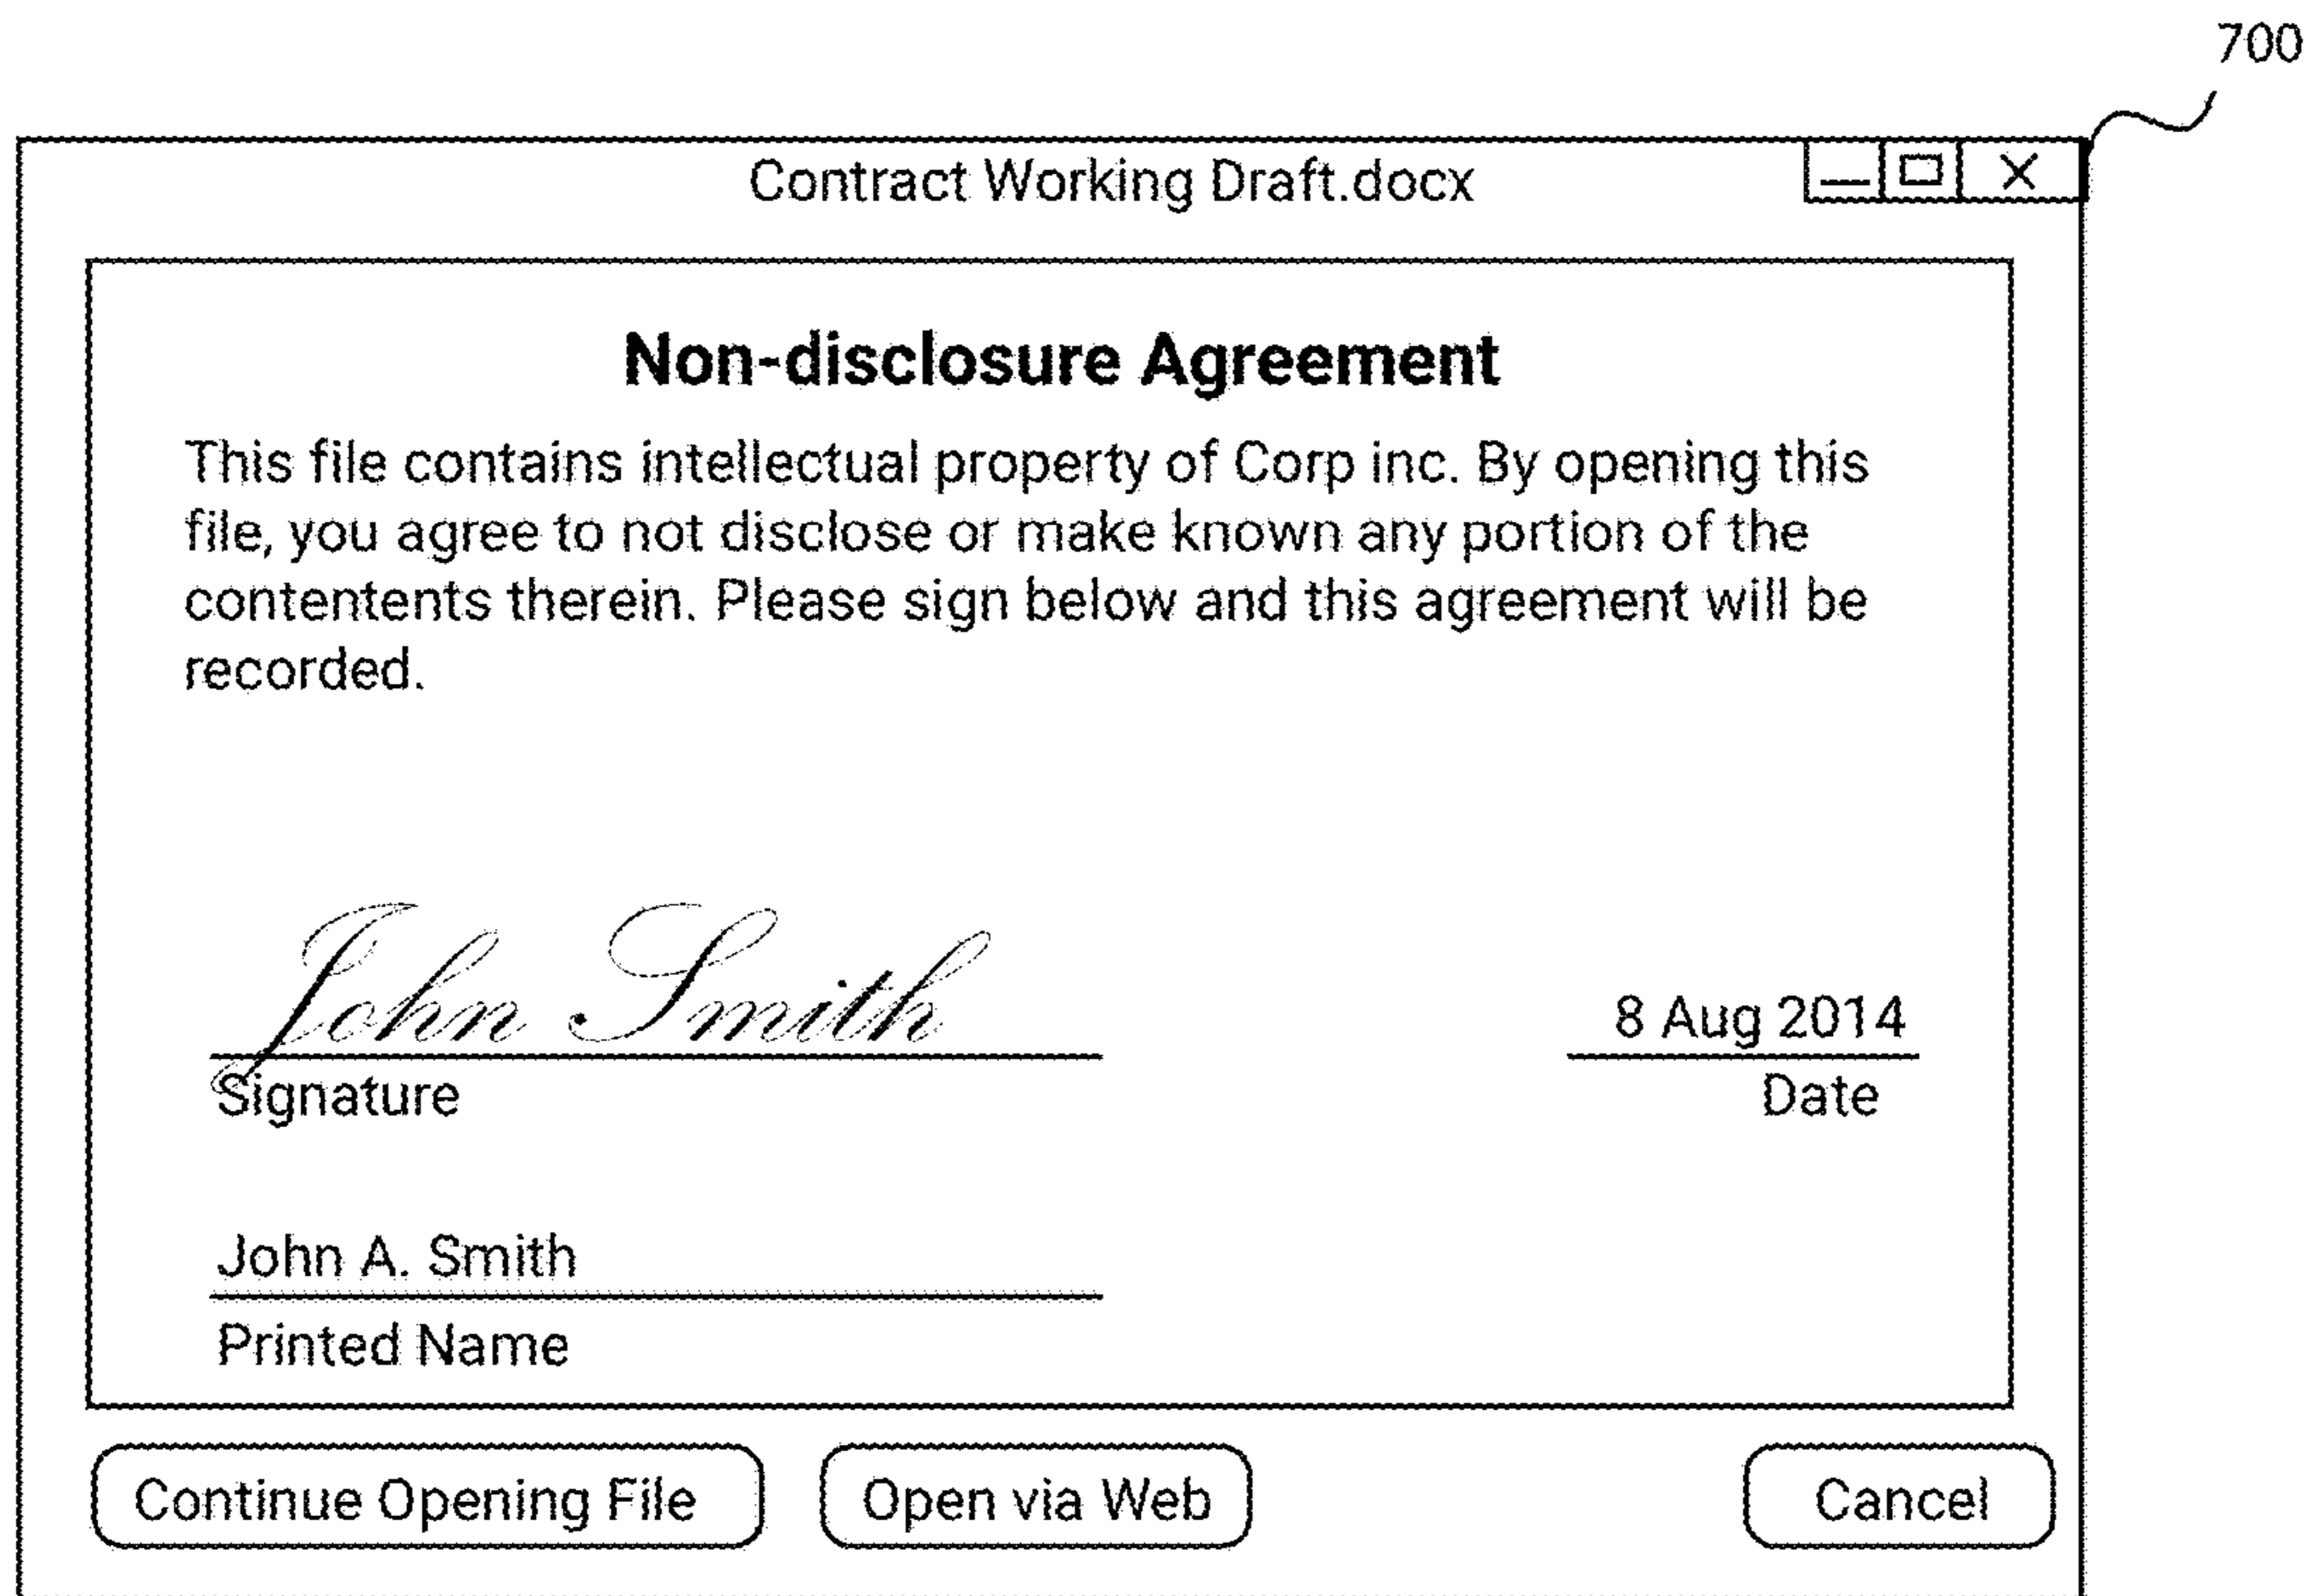 700
Contract Working Draft.docx
Non-disclosure Agreement
This file contains intellectual property of Corp inc. By opening this
file, you agree to not disclose or make known any portion of the
contentents therein. Please sign below and this agreement will be
recorded.
John Smith
8 Aug 2014
Signature
Date
John A. Smith
Printed Name
Continue Opening File
Open via Web
Cancel